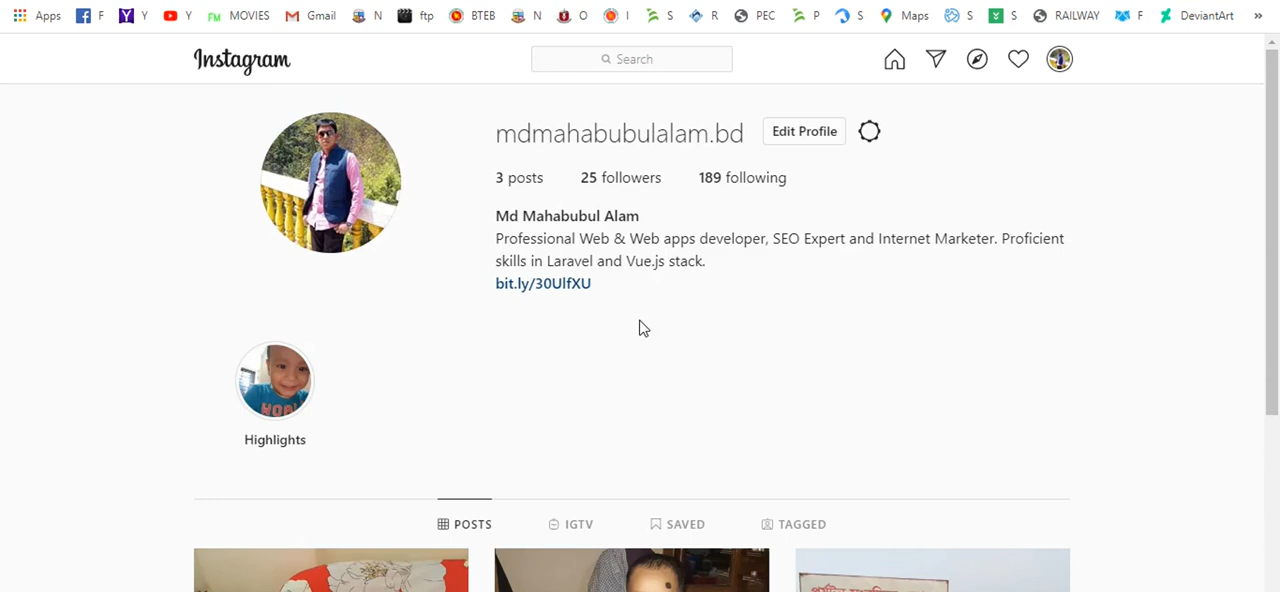 Apps F Y Y MOVIES Gmail N ftp BTEB N O I S R PEC P S Maps S S RAILWAY F DeviantArt »
Instagram Search
mdmahabubulalam.bd Edit Profile
3 posts 25 followers 189 following
Md Mahabubul Alam
Professional Web & Web apps developer, SEO Expert and Internet Marketer. Proficient
skills in Laravel and Vue.js stack.
bit.ly/30UlfXU
Highlights
POSTS IGTV SAVED TAGGED